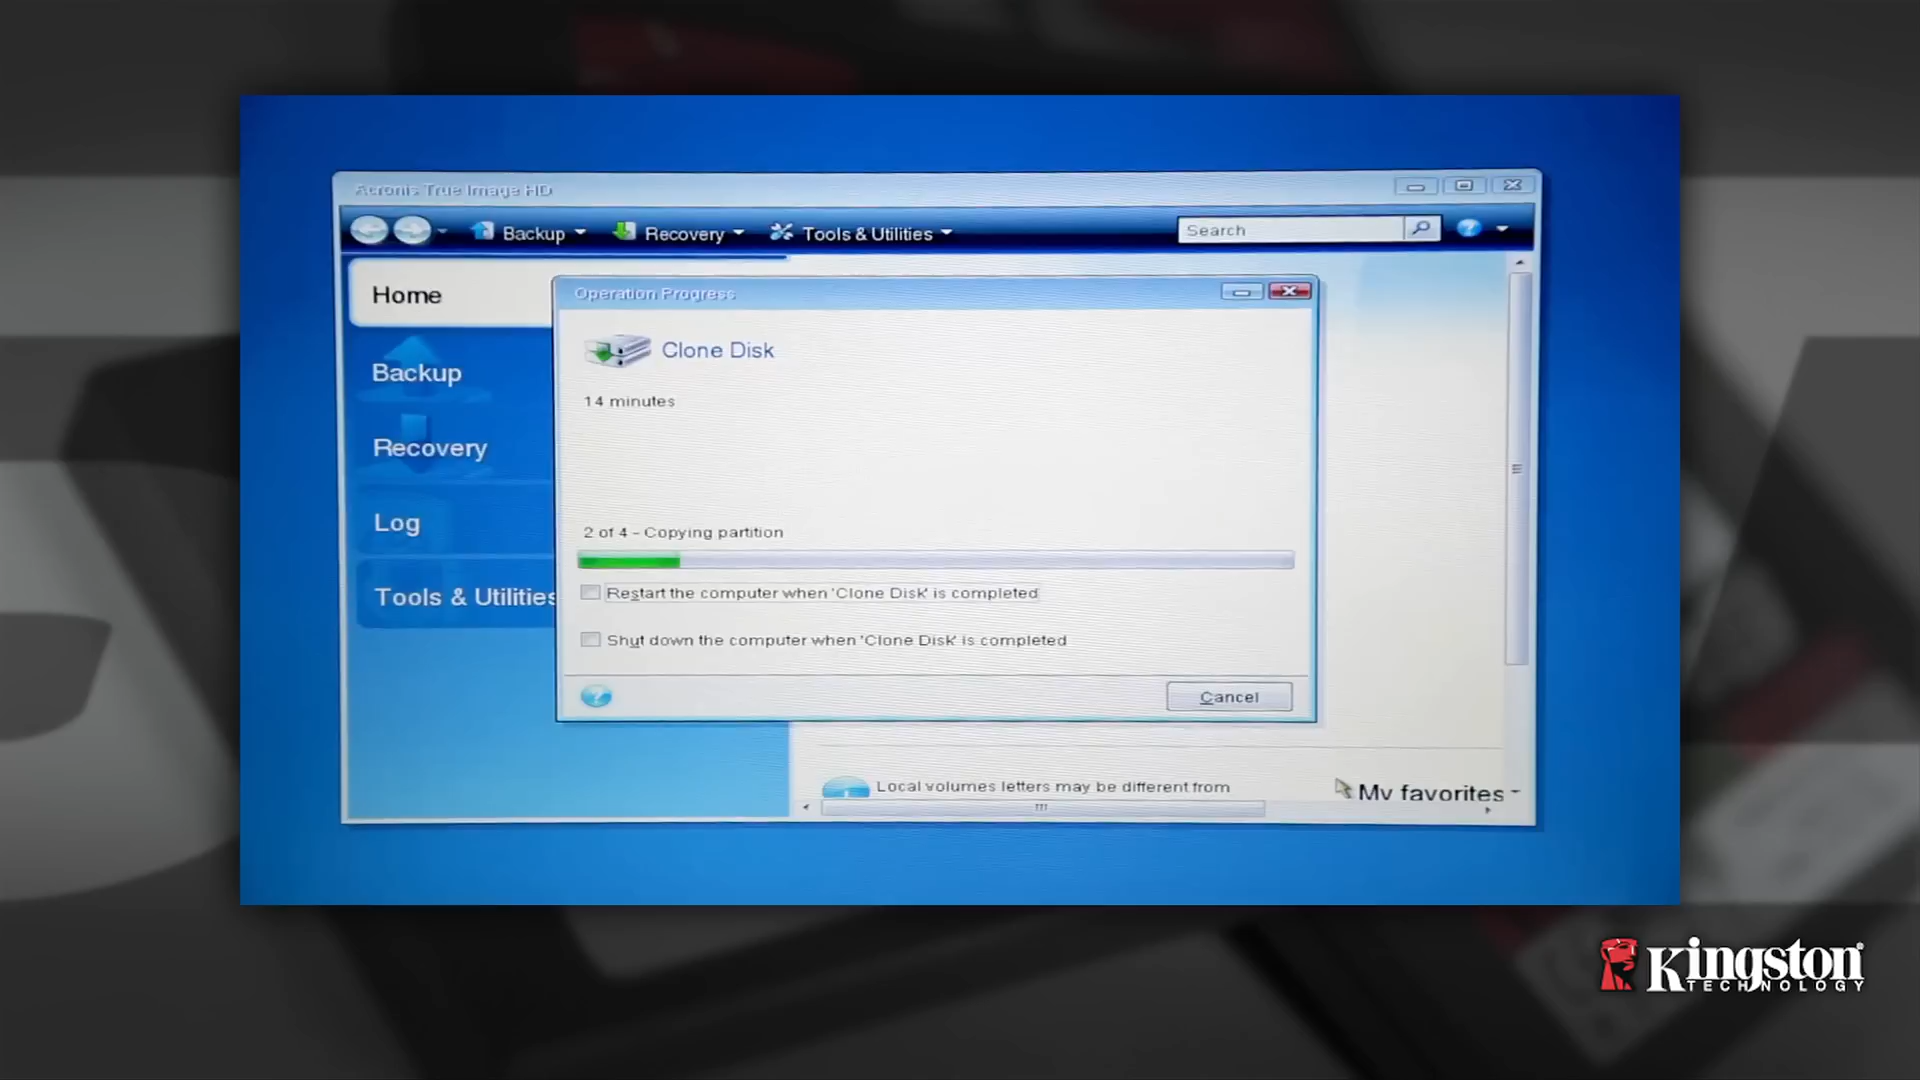 Acronis True Image HD
Backup
Recovery
Tools & Utilities
Search
Home
Backup
Recovery
Log
Tools & Utilities
Operation Progress
Clone Disk
14 minutes
2 of 4 - Copying partition
Restart the computer when 'Clone Disk' is completed
Shut down the computer when 'Clone Disk' is completed
Cancel
Local volumes letters may be different from
My favorites
Kingston®
TECHNOLOGY